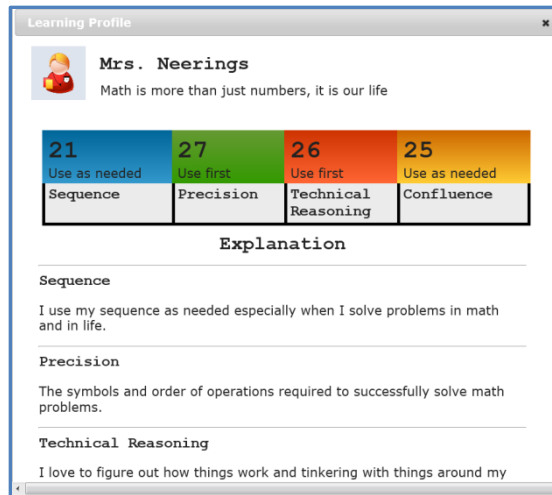 Learning Profile
Mrs. Neerings
Math is more than just numbers, it is our life
21 27 26 25
Use as needed Use first Use first Use as needed
Sequence Precision Technical Reasoning Confluence
Explanation
Sequence
I use my sequence as needed especially when I solve problems in math
and in life.
Precision
The symbols and order of operations required to successfully solve math
problems.
Technical Reasoning
I love to figure out how things work and tinkering with things around my